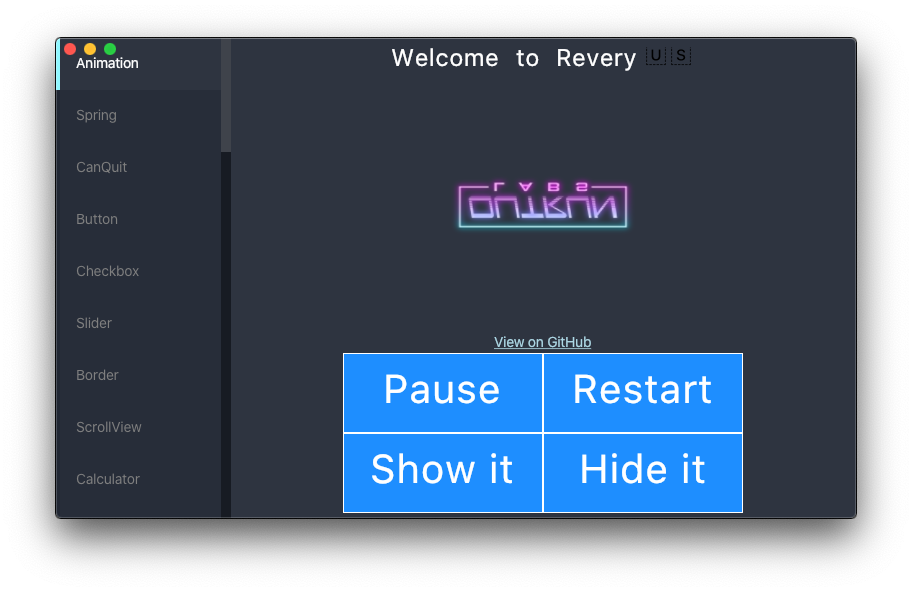 Animation
Spring
CanQuit
Button
Checkbox
Slider
Border
ScrollView
Calculator
Welcome to Revery 🇺🇸
OUTRUN
LABS
View on GitHub
Pause Restart
Show it Hide it